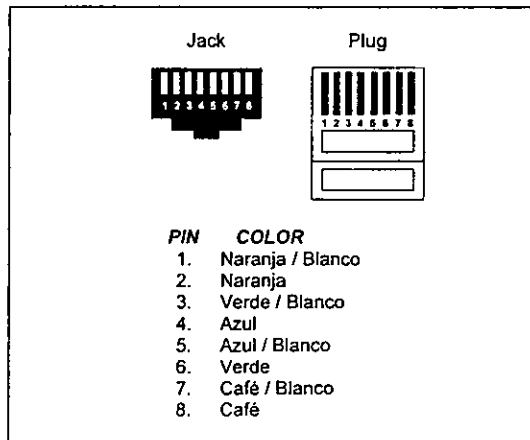 Jack Plug
1 2 3 4 5 6 7 8 1 2 3 4 5 6 7 8
PIN COLOR
1. Naranja / Blanco
2. Naranja
3. Verde / Blanco
4. Azul
5. Azul / Blanco
6. Verde
7. Café / Blanco
8. Café